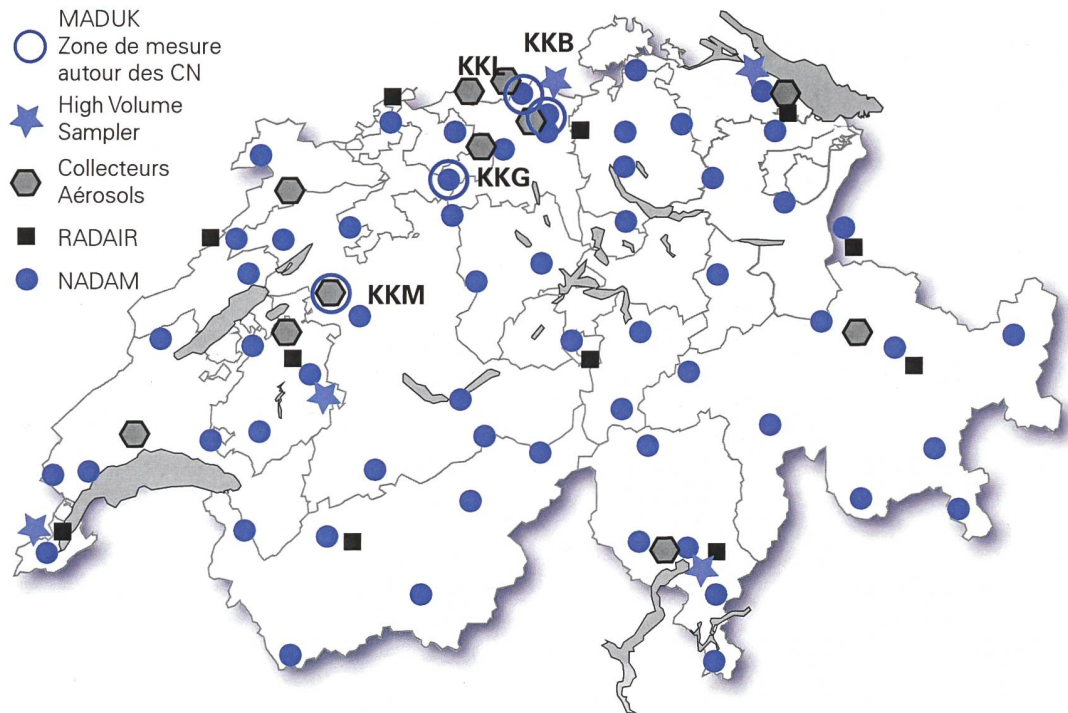 MADUK
Zone de mesure
autour des CN
High Volume
Sampler
Collecteurs
Aérosols
RADAIR
NADAM
KKB
KKL
KKG
KKM